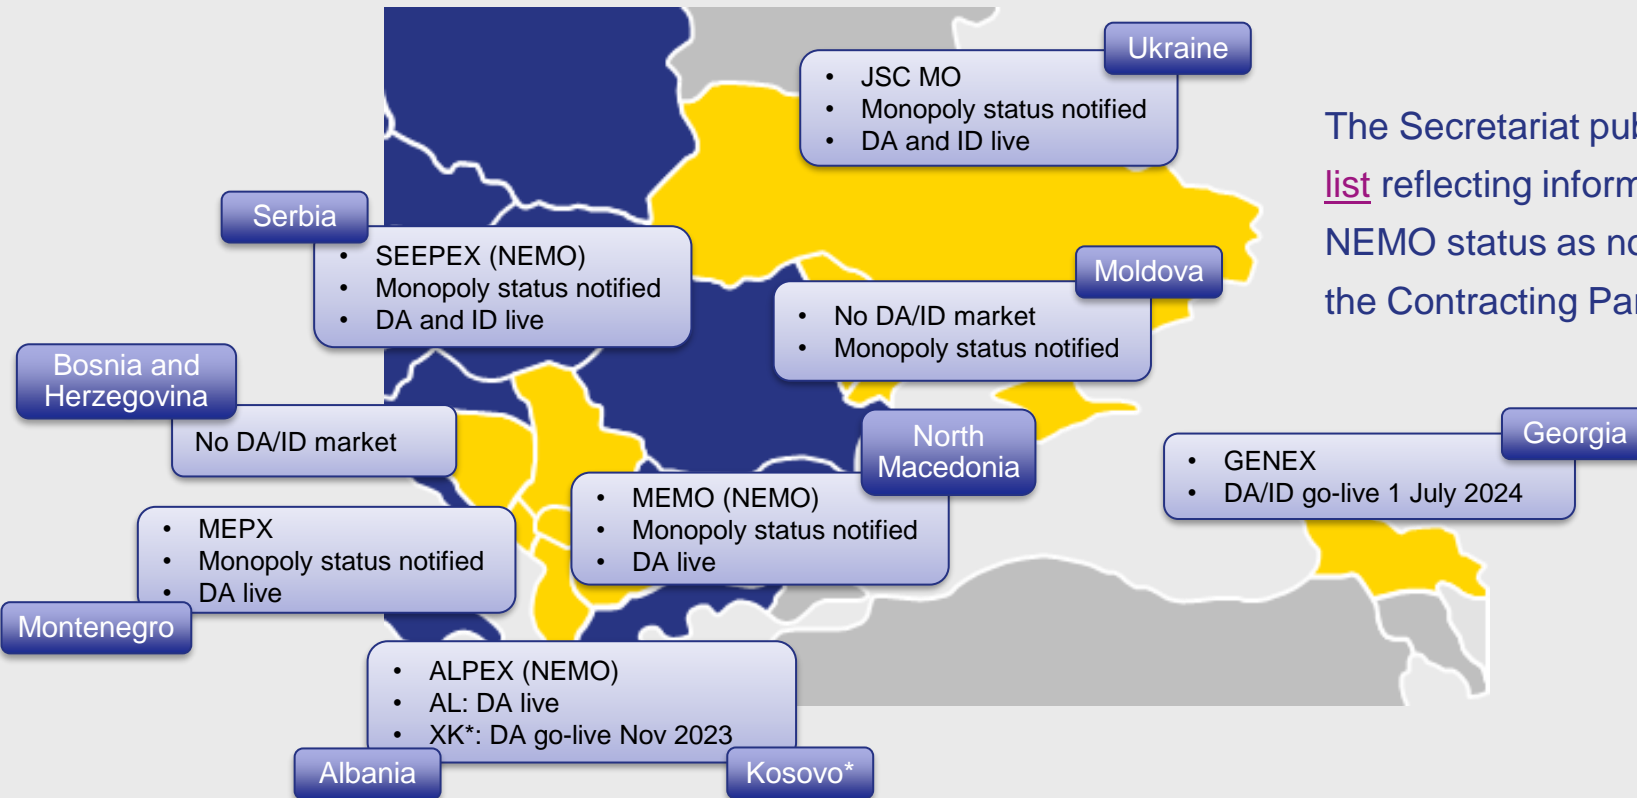 Ukraine
• JSC MO
• Monopoly status notified
• DA and ID live
The Secretariat pub
list reflecting inform
NEMO status as no
the Contracting Par
Serbia
• SEEPEX (NEMO)
• Monopoly status notified
• DA and ID live
Moldova
• No DA/ID market
• Monopoly status notified
Bosnia and
Herzegovina
No DA/ID market
North
Macedonia
• MEMO (NEMO)
• Monopoly status notified
• DA live
Georgia
• GENEX
• DA/ID go-live 1 July 2024
• MEPX
• Monopoly status notified
• DA live
Montenegro
• ALPEX (NEMO)
• AL: DA live
• XK*: DA go-live Nov 2023
Albania
Kosovo*